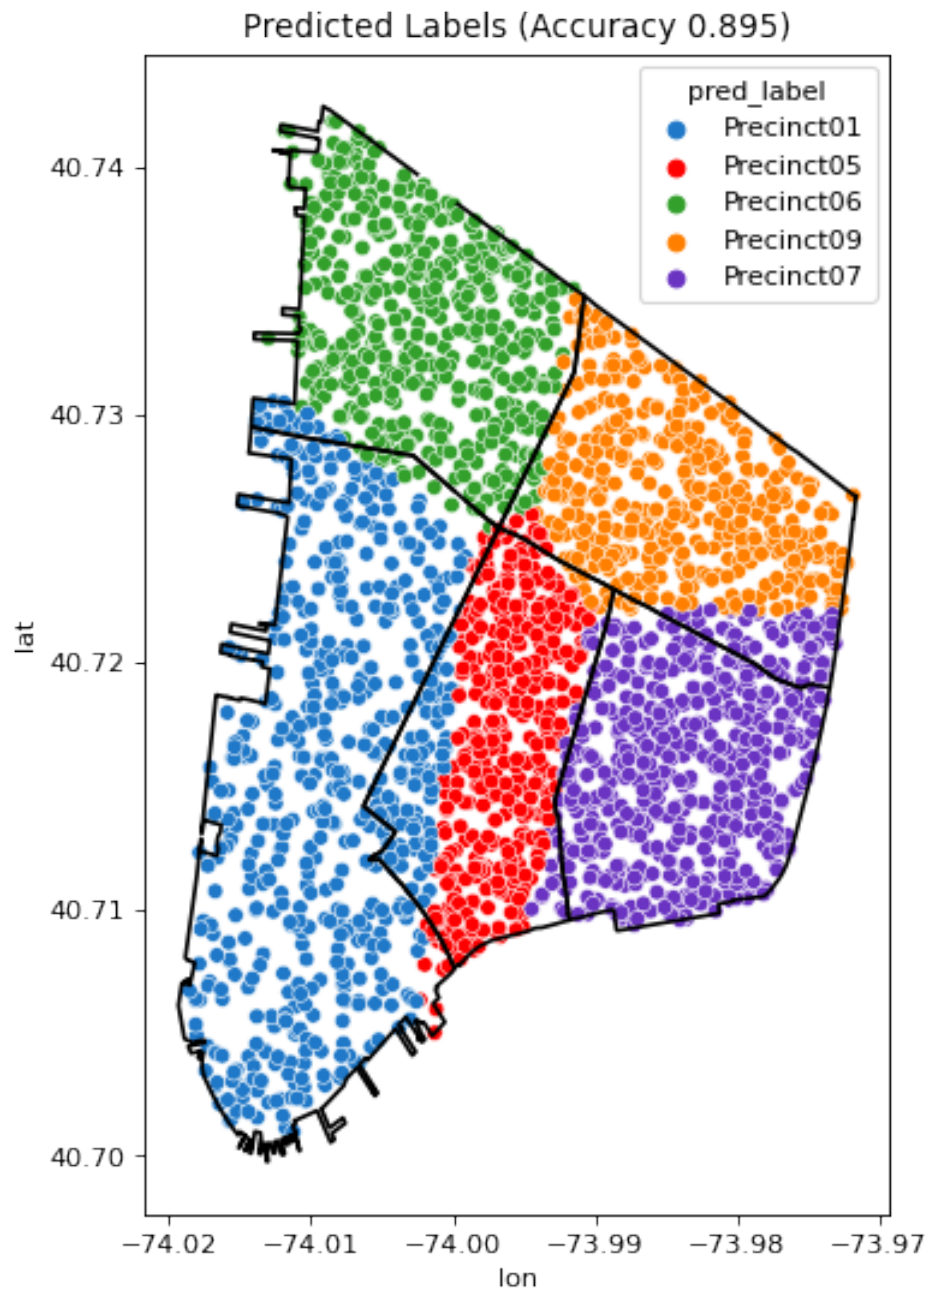 Predicted Labels (Accuracy 0.895)
pred_label
Precinct01
Precinct05
Precinct06
Precinct09
Precinct07
40.74
40.73
40.72
40.71
40.70
lat
−74.02
−74.01
−74.00
−73.99
−73.98
−73.97
lon